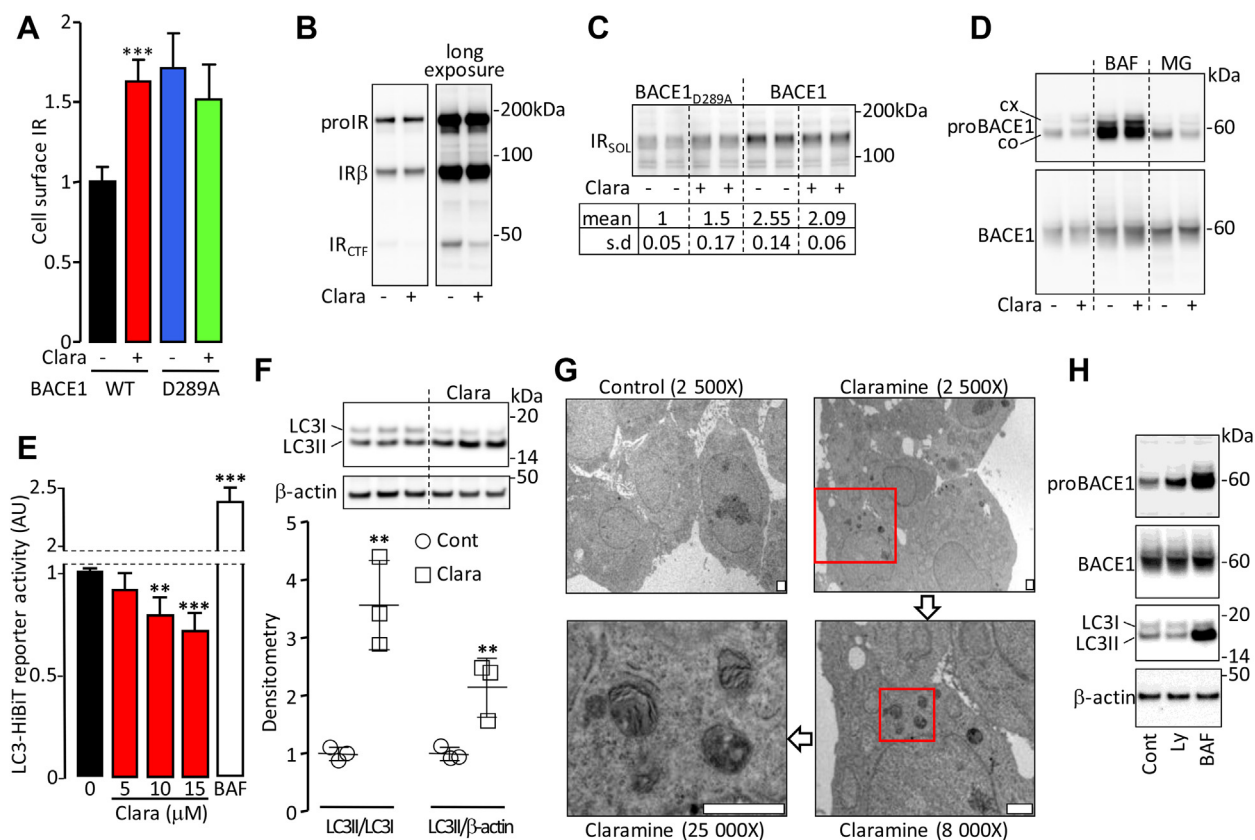 A
2
1.5
1
0.5
0
Cell surface IR
***
Clara
- + - +
BACE1 WT D289A
B
long
exposure
proIR
IRβ
IRCTF
-200kDa
-100
-50
Clara - + - +
C
BACE1D289A BACE1
IRSOL
-200kDa
-100
Clara - - + + - - + +
mean 1 1.5 2.55 2.09
s.d 0.05 0.17 0.14 0.06
D
BAF MG
kDa
cx
proBACE1
co
-60
BACE1
-60
Clara - + - + - +
E
LC3-HiBiT reporter activity (AU)
2.5
2
1
0.5
0
** *** ***
0 5 10 15 BAF
Clara (µM)
F
Clara kDa
LC3I
LC3II
-20
-14
β-actin
-50
Densitometry
5
4
3
2
1
0
Cont
Clara
**
**
LC3II/LC3I LC3II/β-actin
G
Control (2 500X) Claramine (2 500X)
Claramine (25 000X) Claramine (8 000X)
H
kDa
proBACE1 -60
BACE1 -60
LC3I
LC3II
-20
-14
-50
β-actin
Cont Ly BAF